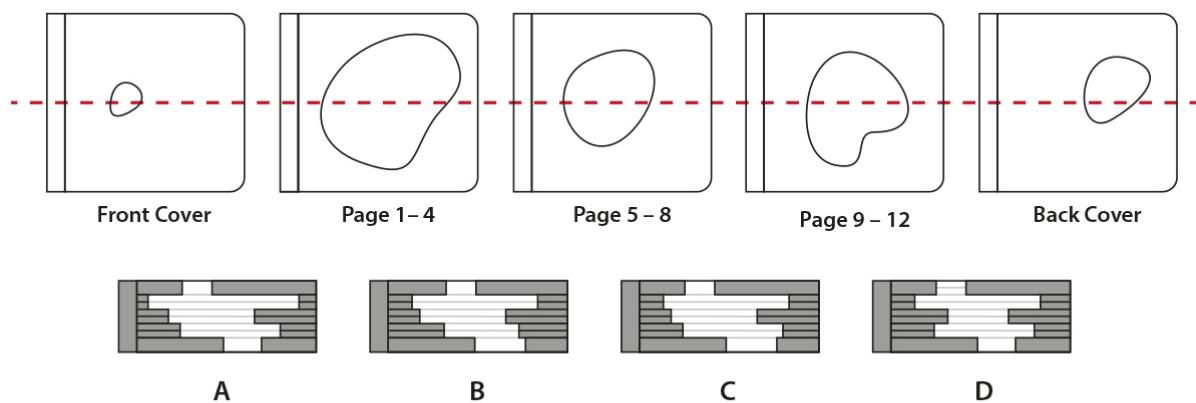 Front Cover
Page 1– 4
Page 5 – 8
Page 9 – 12
Back Cover
A
B
C
D